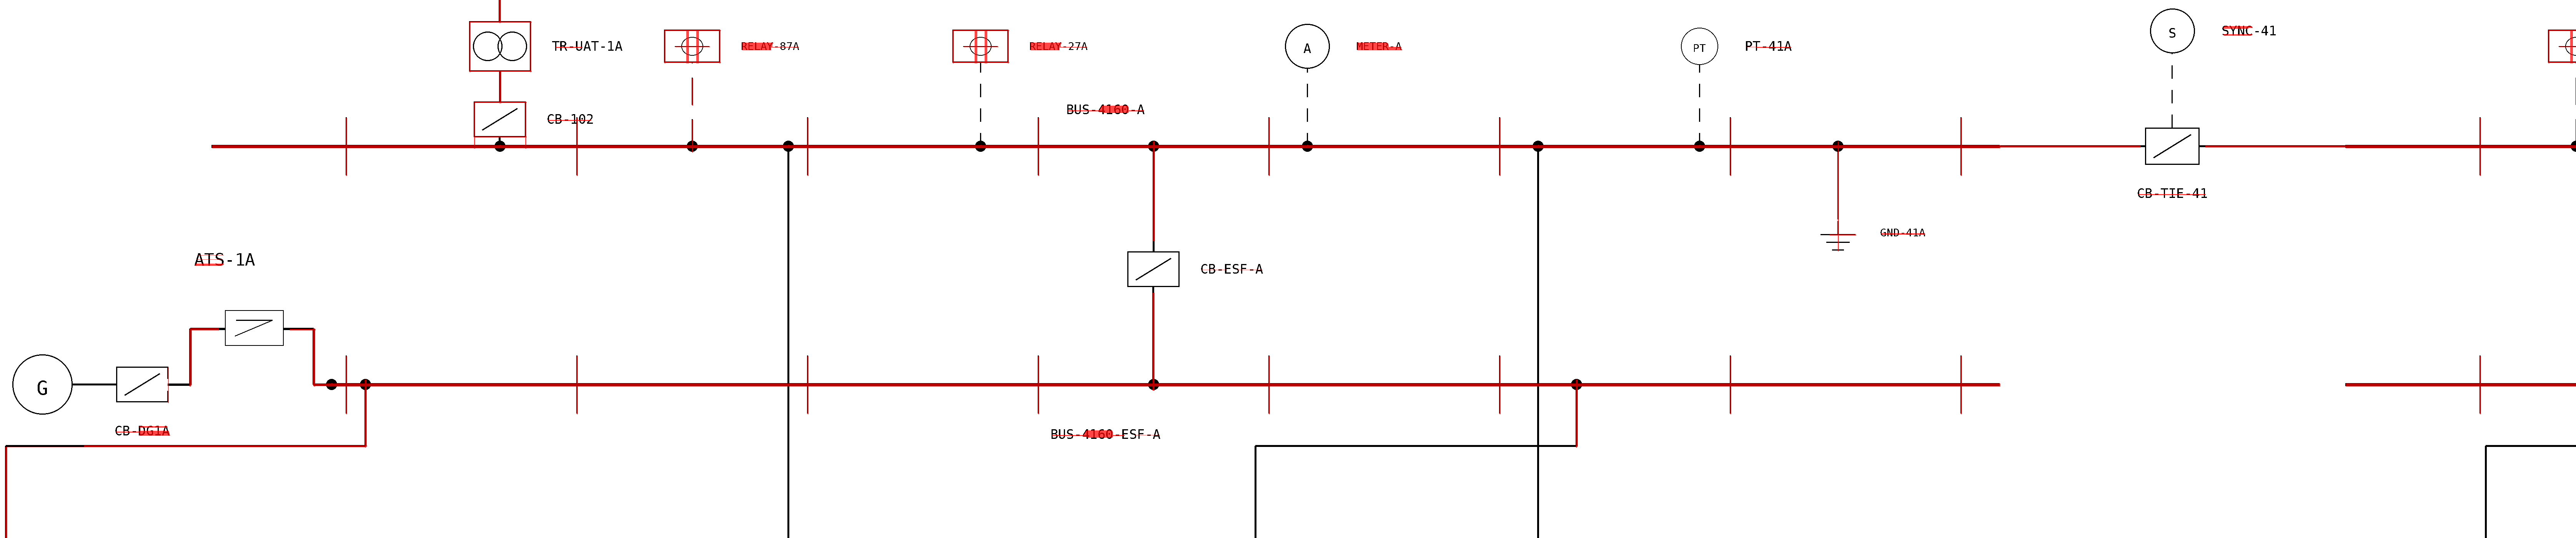 S
SYNC-41
TR-UAT-1A
RELAY-87A
RELAY-27A
A
METER-A
PT
PT-41A
BUS-4160-A
CB-102
CB-TIE-41
GND-41A
ATS-1A
CB-ESF-A
G
CB-DG1A
BUS-4160-ESF-A